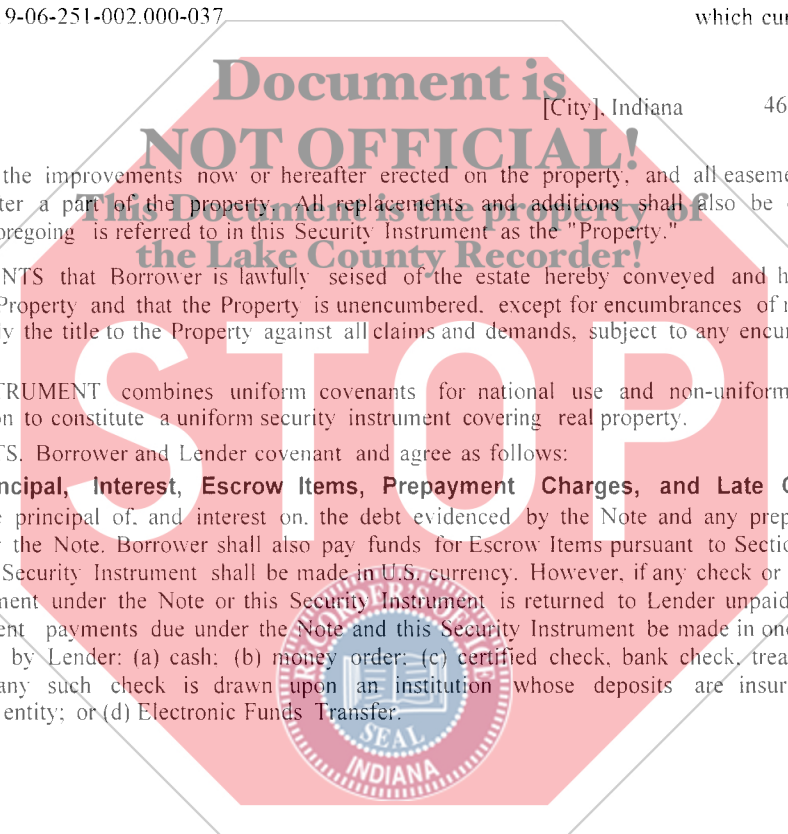 9-06-251-002.000-037 which cur
Document is
[City], Indiana 46
NOT OFFICIAL!
the improvements now or hereafter erected on the property, and all easeme
ter a part of the property. All replacements and additions shall also be
This Document is the property of
oregoing is referred to in this Security Instrument as the "Property."
the Lake County Recorder!
NTS that Borrower is lawfully seised of the estate hereby conveyed and h
Property and that the Property is unencumbered, except for encumbrances of r
ly the title to the Property against all claims and demands, subject to any encur
STOP
TRUMENT combines uniform covenants for national use and non-uniform
on to constitute a uniform security instrument covering real property.
TS. Borrower and Lender covenant and agree as follows:
ncipal, Interest, Escrow Items, Prepayment Charges, and Late C
e principal of, and interest on, the debt evidenced by the Note and any prep
r the Note. Borrower shall also pay funds for Escrow Items pursuant to Sectio
Security Instrument shall be made in U.S. currency. However, if any check or
ment under the Note or this Security Instrument is returned to Lender unpaid
ent payments due under the Note and this Security Instrument be made in one
by Lender: (a) cash; (b) money order; (c) certified check, bank check, trea
any such check is drawn upon an institution whose deposits are insur
entity; or (d) Electronic Funds Transfer.
SEAL
INDIANA